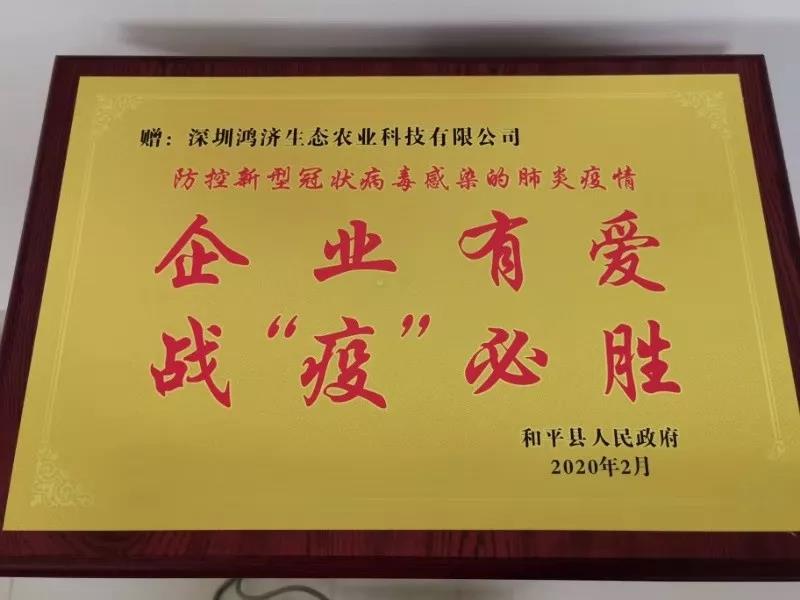 赠：深圳鸿济生态农业科技有限公司
防控新型冠状病毒感染的肺炎疫情
企业有爱
战“疫”必胜
和平县人民政府
2020年2月